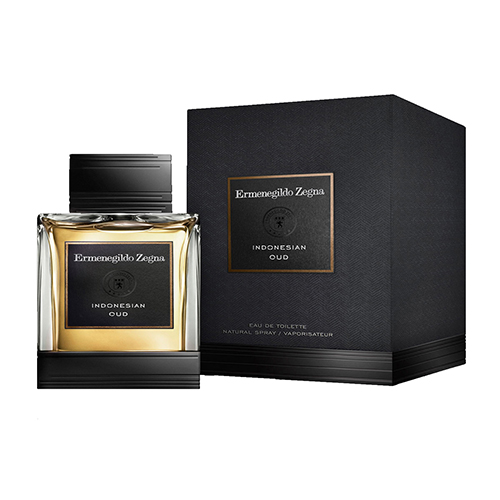 Ermenegildo Zegna
INDONESIAN
OUD
Ermenegildo Zegna
INDONESIAN
OUD
EAU DE TOILETTE
NATURAL SPRAY / VAPORISATEUR